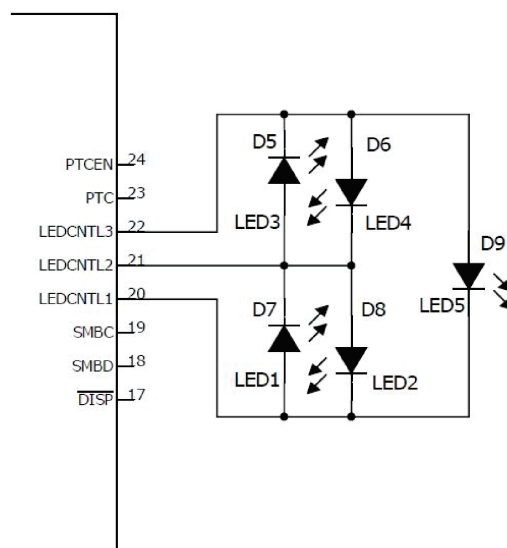 PTCEN 24
PTC 23
LEDCNTL3 22
LEDCNTL2 21
LEDCNTL1 20
SMBC 19
SMBD 18
DISP 17
D5
D6
LED3
LED4
D9
LED5
D7
D8
LED1
LED2